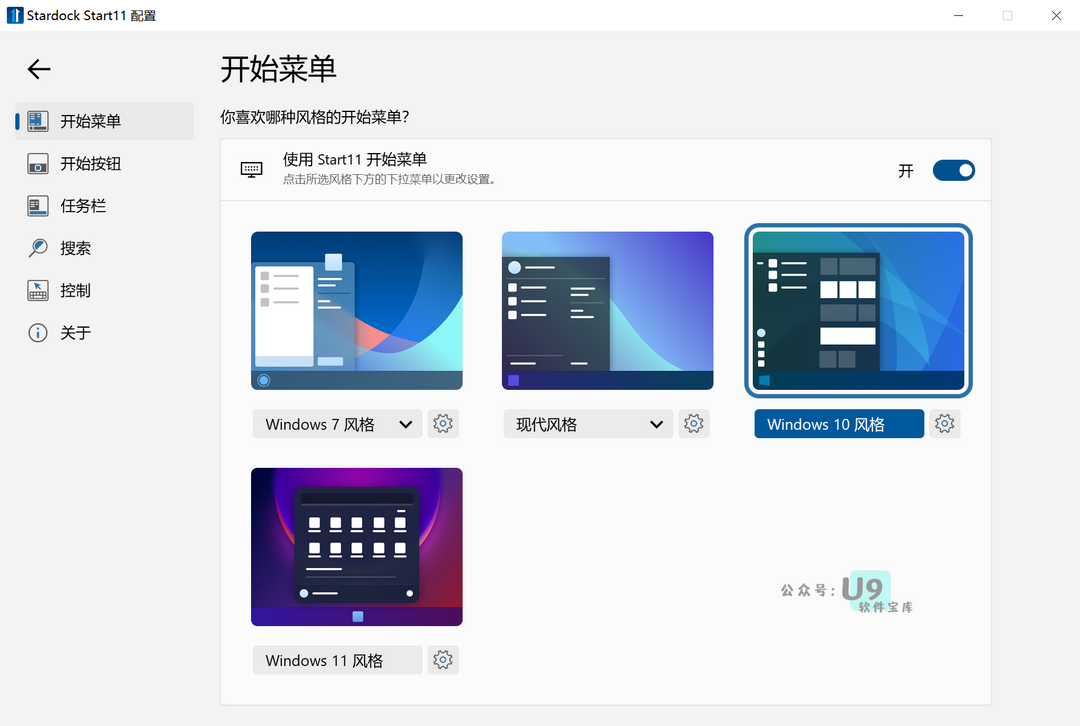 Stardock Start11 配置
开始菜单
开始按钮
任务栏
搜索
控制
关于
开始菜单
你喜欢哪种风格的开始菜单?
使用 Start11 开始菜单
点击所选风格下方的下拉菜单以更改设置。
开
Windows 7 风格
现代风格
Windows 10 风格
Windows 11 风格
公众号: U9
软件宝库